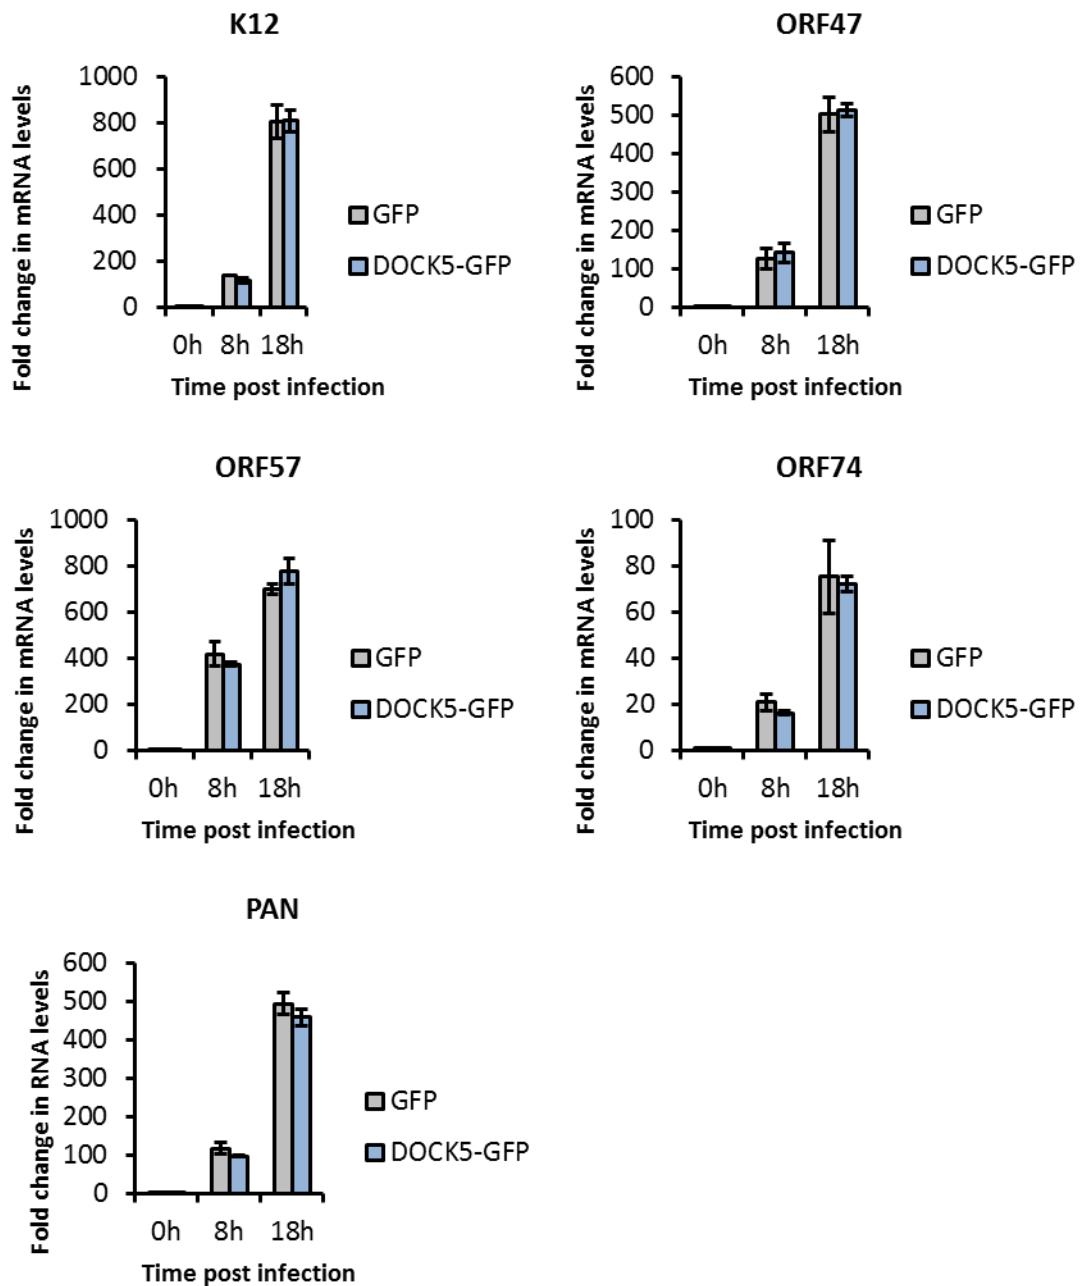 K12
Fold change in mRNA levels
1000
800
600
400
200
0
0h 8h 18h
Time post infection
GFP
DOCK5-GFP
ORF47
Fold change in mRNA levels
600
500
400
300
200
100
0
0h 8h 18h
Time post infection
GFP
DOCK5-GFP
ORF57
Fold change in mRNA levels
1000
800
600
400
200
0
0h 8h 18h
Time post infection
GFP
DOCK5-GFP
ORF74
Fold change in mRNA levels
100
80
60
40
20
0
0h 8h 18h
Time post infection
GFP
DOCK5-GFP
PAN
Fold change in RNA levels
600
500
400
300
200
100
0
0h 8h 18h
Time post infection
GFP
DOCK5-GFP